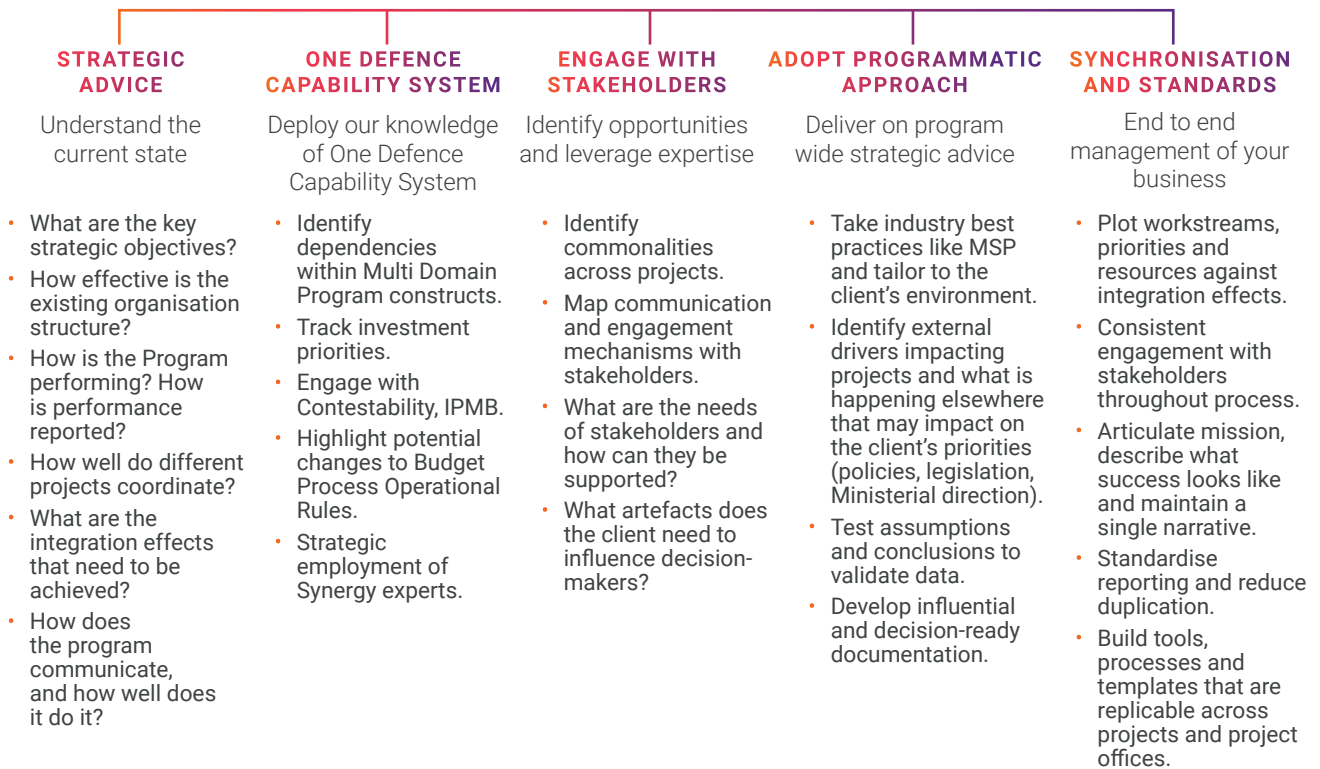 STRATEGIC
ADVICE
Understand the
current state
• What are the key
strategic objectives?
• How effective is the
existing organisation
structure?
• How is the Program
performing? How
is performance
reported?
• How well do different
projects coordinate?
• What are the
integration effects
that need to be
achieved?
• How does
the program
communicate,
and how well does
it do it?
ONE DEFENCE
CAPABILITY SYSTEM
Deploy our knowledge
of One Defence
Capability System
• Identify
dependencies
within Multi Domain
Program constructs.
• Track investment
priorities.
• Engage with
Contestability, IPMB.
• Highlight potential
changes to Budget
Process Operational
Rules.
• Strategic
employment of
Synergy experts.
ENGAGE WITH
STAKEHOLDERS
Identify opportunities
and leverage expertise
• Identify
commonalities
across projects.
• Map communication
and engagement
mechanisms with
stakeholders.
• What are the needs
of stakeholders and
how can they be
supported?
• What artefacts does
the client need to
influence decision-
makers?
ADOPT PROGRAMMATIC
APPROACH
Deliver on program
wide strategic advice
• Take industry best
practices like MSP
and tailor to the
client's environment.
• Identify external
drivers impacting
projects and what is
happening elsewhere
that may impact on
the client's priorities
(policies, legislation,
Ministerial direction).
• Test assumptions
and conclusions to
validate data.
• Develop influential
and decision-ready
documentation.
SYNCHRONISATION
AND STANDARDS
End to end
management of your
business
• Plot workstreams,
priorities and
resources against
integration effects.
• Consistent
engagement with
stakeholders
throughout process.
• Articulate mission,
describe what
success looks like
and maintain a
single narrative.
• Standardise
reporting and reduce
duplication.
• Build tools,
processes and
templates that are
replicable across
projects and project
offices.